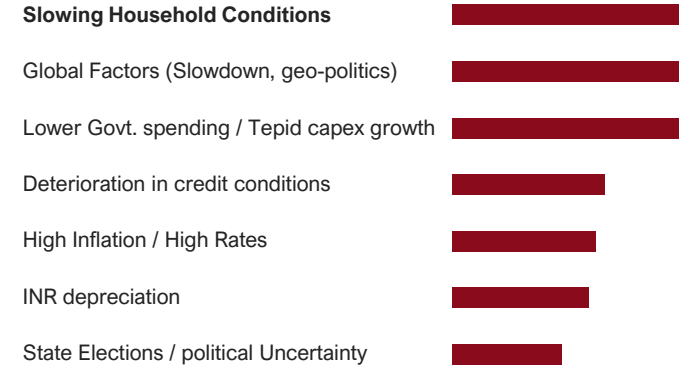 Slowing Household Conditions
Global Factors (Slowdown, geo-politics)
Lower Govt. spending / Tepid capex growth
Deterioration in credit conditions
High Inflation / High Rates
INR depreciation
State Elections / political Uncertainty